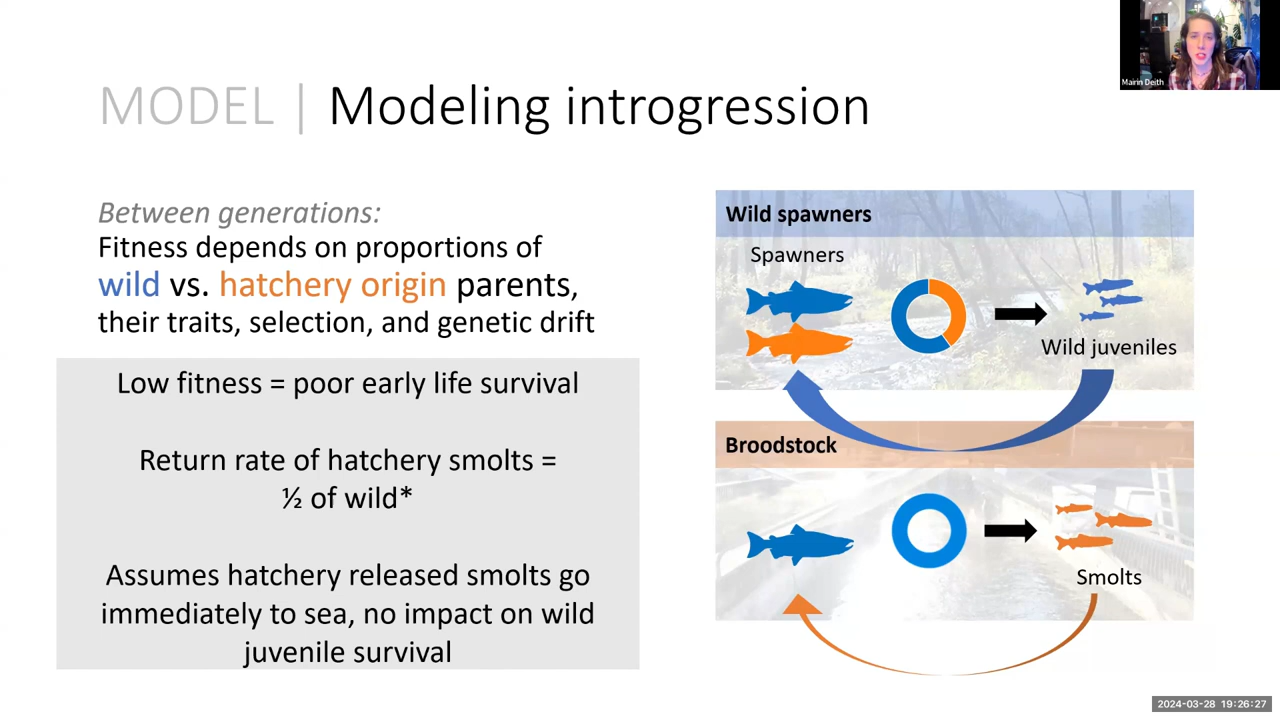 Mairin Deith
MODEL | Modeling introgression
Between generations:
Fitness depends on proportions of
wild vs. hatchery origin parents,
their traits, selection, and genetic drift
Low fitness = poor early life survival
Return rate of hatchery smolts =
½ of wild*
Assumes hatchery released smolts go
immediately to sea, no impact on wild
juvenile survival
Wild spawners
Spawners
Wild juveniles
Broodstock
Smolts
2024-03-28 19:26:27